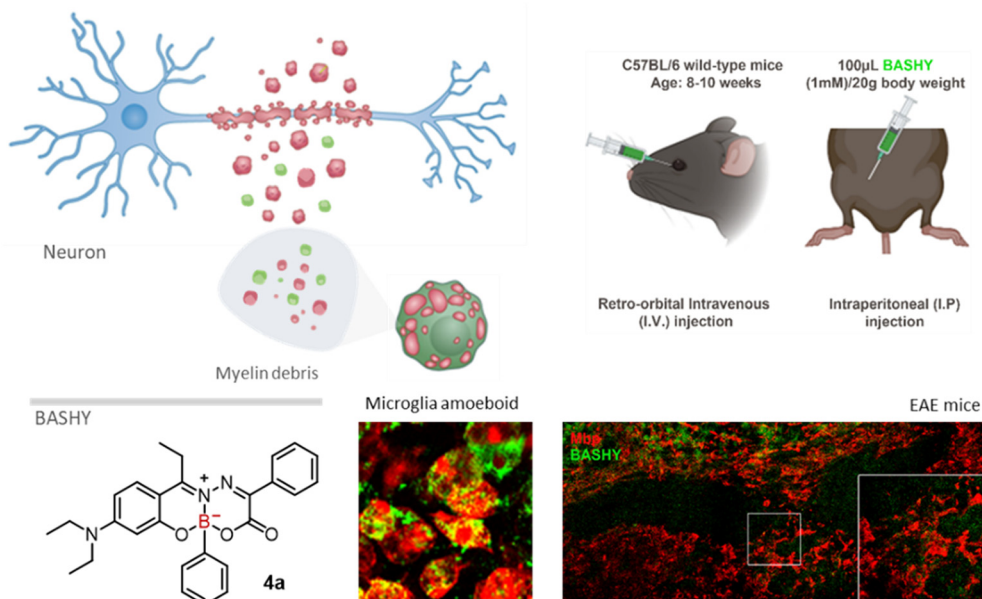 Neuron
Myelin debris
C57BL/6 wild-type mice
Age: 8-10 weeks
100µL BASHY
(1mM)/20g body weight
Retro-orbital Intravenous
(I.V.) injection
Intraperitoneal (I.P)
injection
BASHY
N
+
N
B
−
O
O
O
N
4a
Microglia amoeboid
EAE mice
Mbp
BASHY